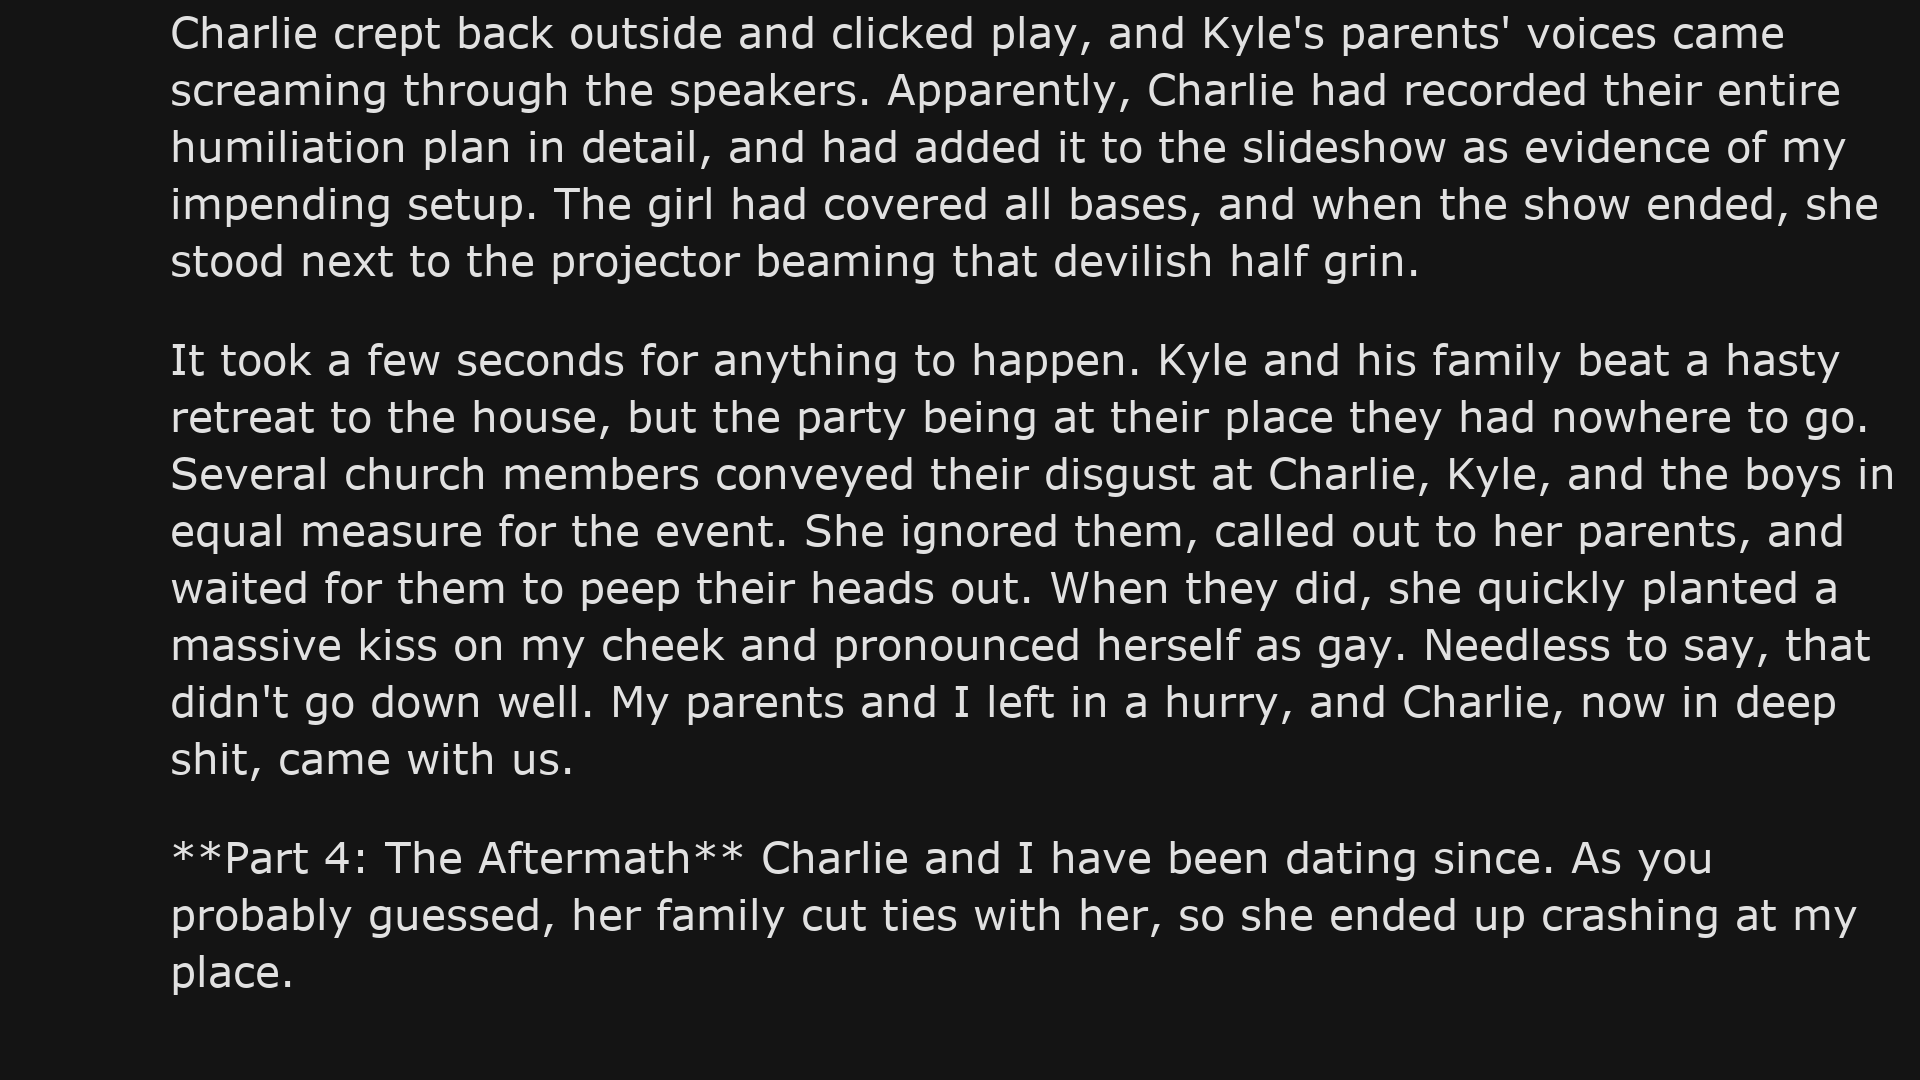 Charlie crept back outside and clicked play, and Kyle's parents' voices came
screaming through the speakers. Apparently, Charlie had recorded their entire
humiliation plan in detail, and had added it to the slideshow as evidence of my
impending setup. The girl had covered all bases, and when the show ended, she
stood next to the projector beaming that devilish half grin.
It took a few seconds for anything to happen. Kyle and his family beat a hasty
retreat to the house, but the party being at their place they had nowhere to go.
Several church members conveyed their disgust at Charlie, Kyle, and the boys in
equal measure for the event. She ignored them, called out to her parents, and
waited for them to peep their heads out. When they did, she quickly planted a
massive kiss on my cheek and pronounced herself as gay. Needless to say, that
didn't go down well. My parents and I left in a hurry, and Charlie, now in deep
shit, came with us.
**Part 4: The Aftermath** Charlie and I have been dating since. As you
probably guessed, her family cut ties with her, so she ended up crashing at my
place.